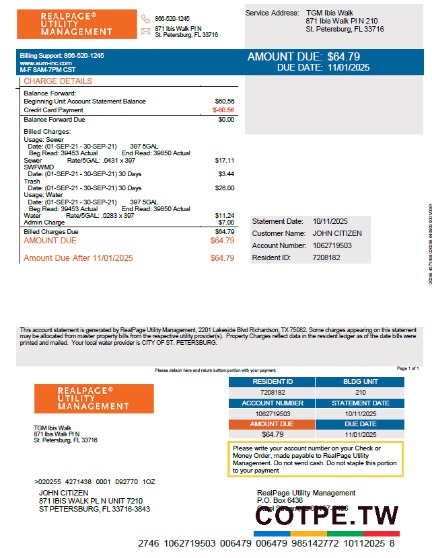 REALPAGE®
UTILITY
MANAGEMENT
866-520-1245
871 Ibis Walk Pl N
St. Petersburg, FL 33716
Service Address: TGM Ibis Walk
871 Ibis Walk Pl N 210
St. Petersburg, FL 33716
Billing Support: 866-520-1245
www.aum-inc.com
M-F 8AM-7PM CST
AMOUNT DUE: $64.79
DUE DATE: 11/01/2025
CHARGE DETAILS
Balance Forward:
Beginning Unit Account Statement Balance $60.56
Credit Card Payment $-60.56
Balance Forward Due $0.00
Billed Charges:
Usage: Sewer
Date: (01-SEP-21 - 30-SEP-21) 397 5GAL
Beg Read: 39453 Actual End Read: 39850 Actual
Sewer Rate/5GAL: .0431 x 397 $17.11
SWFWMD
Date: (01-SEP-21 - 30-SEP-21) 30 Days $3.44
Trash
Date: (01-SEP-21 - 30-SEP-21) 30 Days $26.00
Usage: Water
Date: (01-SEP-21 - 30-SEP-21) 397 5GAL
Beg Read: 39453 Actual End Read: 39850 Actual
Water Rate/5GAL: .0283 x 397 $11.24
Admin Charge $7.00
Billed Charges Due $64.79
AMOUNT DUE $64.79
Amount Due After 11/01/2025 $64.79
Statement Date: 10/11/2025
Customer Name: JOHN CITIZEN
Account Number: 1062719503
Resident ID: 7208182
This account statement is generated by RealPage Utility Management, 2201 Lakeside Blvd Richardson, TX 75082. Some charges appearing on this statement
may be allocated from master property bills from the respective utility provider(s). Property Charges reflect data in the resident ledger as of the date bills were
printed and mailed. Your local water provider is CITY OF ST. PETERSBURG.
Page 1 of 1
Please detach here and return bottom portion with your payment.
REALPAGE®
UTILITY
MANAGEMENT
TGM Ibis Walk
871 Ibis Walk Pl N
St. Petersburg, FL 33716
RESIDENT ID BLDG UNIT
7208182 210
ACCOUNT NUMBER STATEMENT DATE
1062719503 10/11/2025
AMOUNT DUE DUE DATE
$64.79 11/01/2025
Please write your account number on your Check or
Money Order, made payable to RealPage Utility
Management. Do not send cash. Do not staple this portion
to your payment
>020255 4271438 0001 092770 1OZ
JOHN CITIZEN
871 IBIS WALK PL N UNIT 7210
ST PETERSBURG, FL 33716-3843
RealPage Utility Management
P.O. Box 6436
COTPE.TW
2746 1062719503 006479 006479 985142772 10112025 8